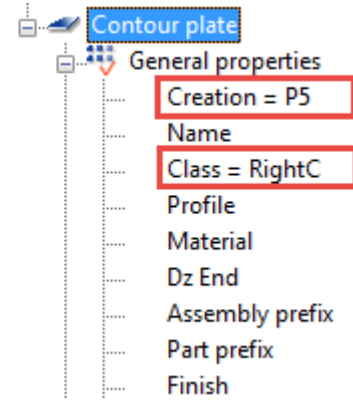 Contour plate
General properties
Creation = P5
Name
Class = RightC
Profile
Material
Dz End
Assembly prefix
Part prefix
Finish